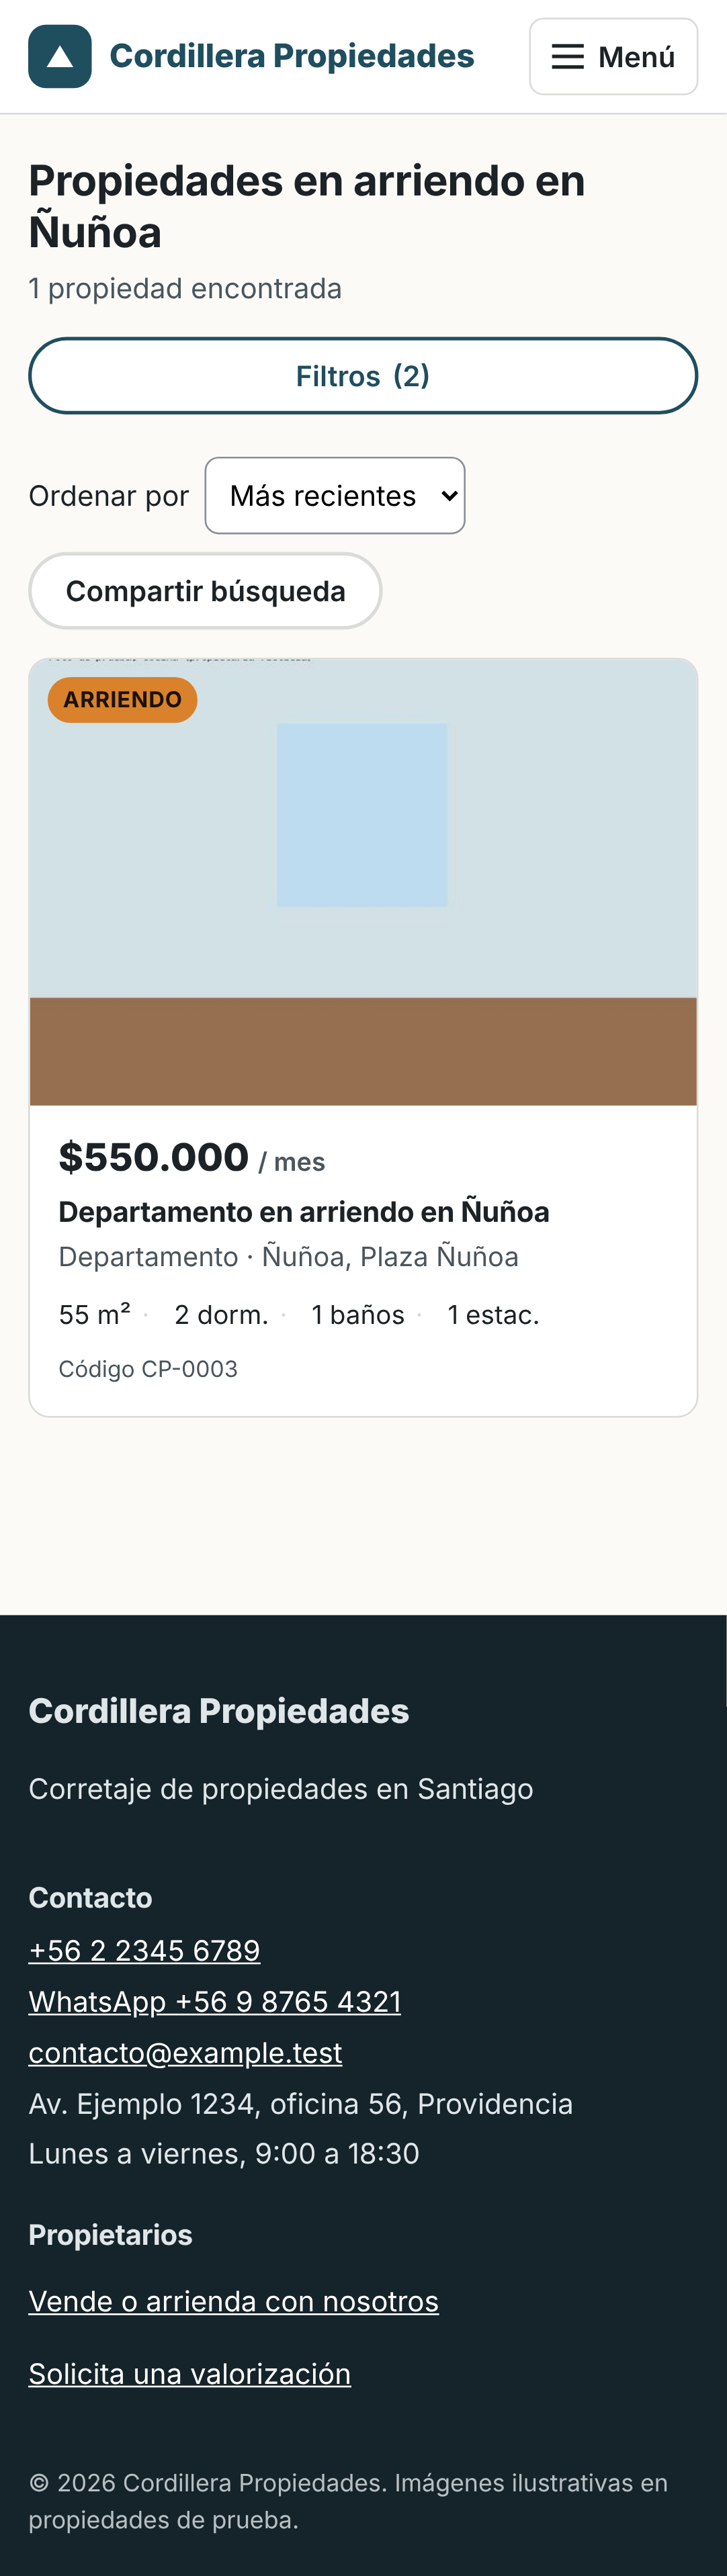 Cordillera Propiedades
Menú
Propiedades en arriendo en
Ñuñoa
1 propiedad encontrada
Filtros (2)
Ordenar por
Más recientes
Compartir búsqueda
ARRIENDO
$550.000 / mes
Departamento en arriendo en Ñuñoa
Departamento · Ñuñoa, Plaza Ñuñoa
55 m² · 2 dorm. · 1 baños · 1 estac.
Código CP-0003
Cordillera Propiedades
Corretaje de propiedades en Santiago
Contacto
+56 2 2345 6789
WhatsApp +56 9 8765 4321
contacto@example.test
Av. Ejemplo 1234, oficina 56, Providencia
Lunes a viernes, 9:00 a 18:30
Propietarios
Vende o arrienda con nosotros
Solicita una valorización
© 2026 Cordillera Propiedades. Imágenes ilustrativas en
propiedades de prueba.